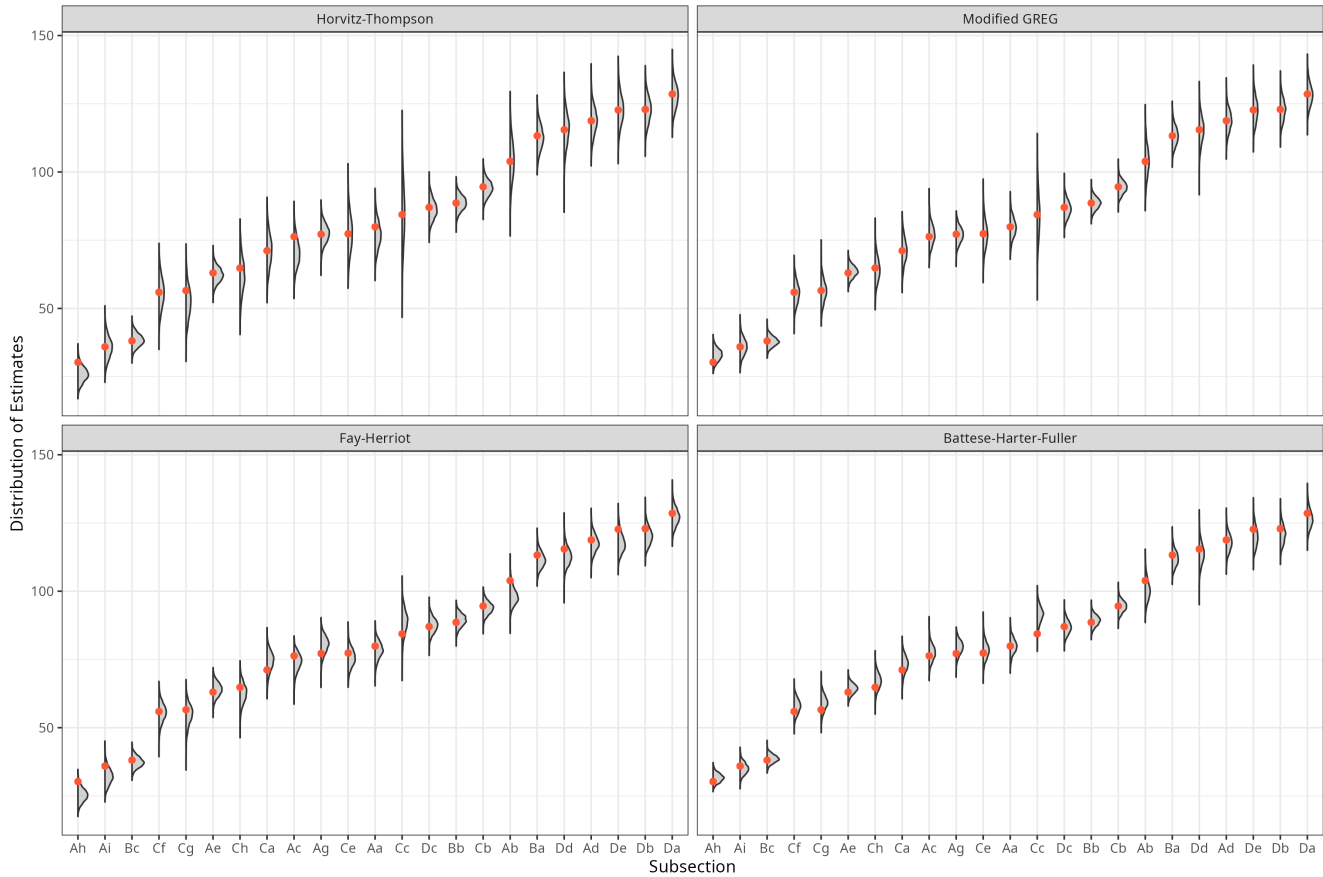 Horvitz-Thompson
Modified GREG
150
100
50
Fay-Herriot
Battese-Harter-Fuller
150
100
50
Distribution of Estimates
Ah Ai Bc Cf Cg Ae Ch Ca Ac Ag Ce Aa Cc Dc Bb Cb Ab Ba Dd Ad De Db Da
Ah Ai Bc Cf Cg Ae Ch Ca Ac Ag Ce Aa Cc Dc Bb Cb Ab Ba Dd Ad De Db Da
Subsection